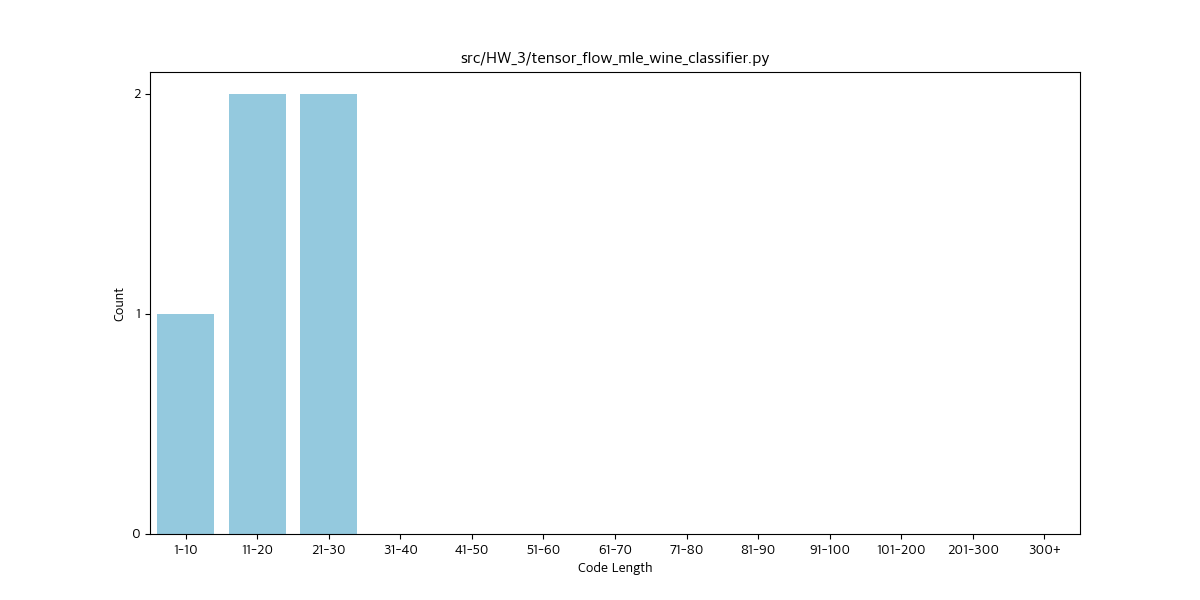 src/HW_3/tensor_flow_mle_wine_classifier.py
2
1
0
Count
1-10 11-20 21-30 31-40 41-50 51-60 61-70 71-80 81-90 91-100 101-200 201-300 300+
Code Length